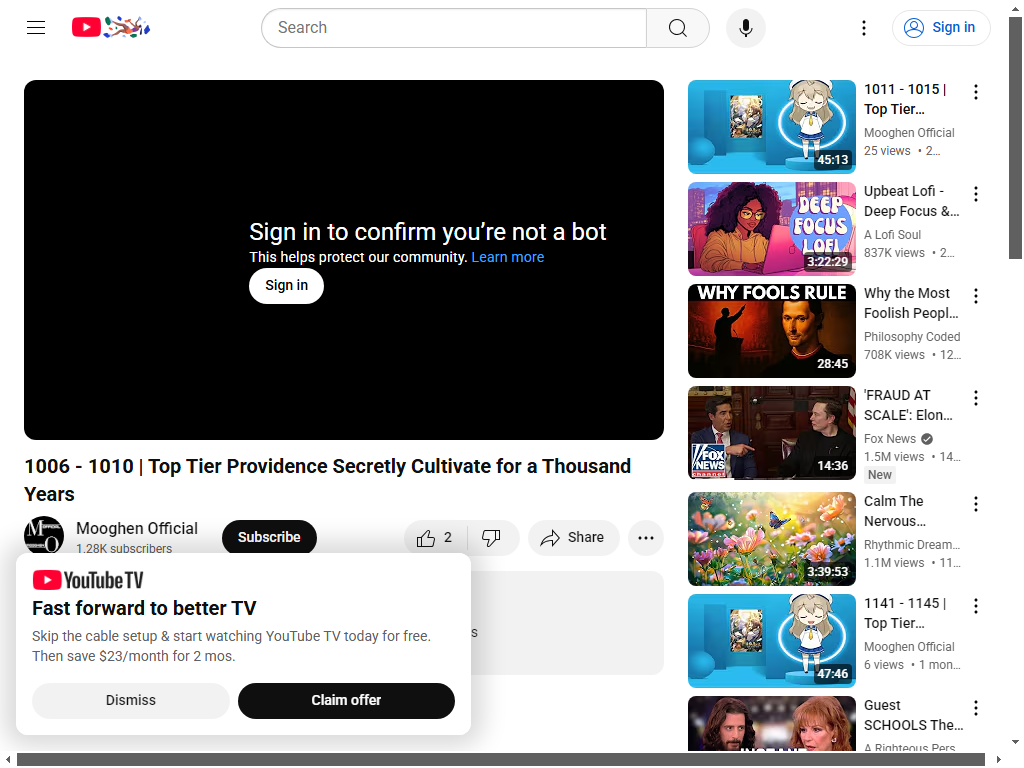 Search
Sign in
Sign in to confirm you’re not a bot
This helps protect our community. Learn more
Sign in
1006 - 1010 | Top Tier Providence Secretly Cultivate for a Thousand
Years
Mooghen Official
1.28K subscribers
Subscribe
2
Share
s
YouTube TV
Fast forward to better TV
Skip the cable setup & start watching YouTube TV today for free.
Then save $23/month for 2 mos.
Dismiss
Claim offer
45:13
1011 - 1015 |
Top Tier…
Mooghen Official
25 views • 2…
DEEP
FOCUS
LOFI
3:22:29
Upbeat Lofi -
Deep Focus &…
A Lofi Soul
837K views • 2…
WHY FOOLS RULE
28:45
Why the Most
Foolish Peopl…
Philosophy Coded
708K views • 12…
FOX
NEWS
channel
14:36
'FRAUD AT
SCALE': Elon…
Fox News
1.5M views • 14…
New
3:39:53
Calm The
Nervous…
Rhythmic Dream…
1.1M views • 11…
47:46
1141 - 1145 |
Top Tier…
Mooghen Official
6 views • 1 mon…
Guest
SCHOOLS The…
A Righteous Pers